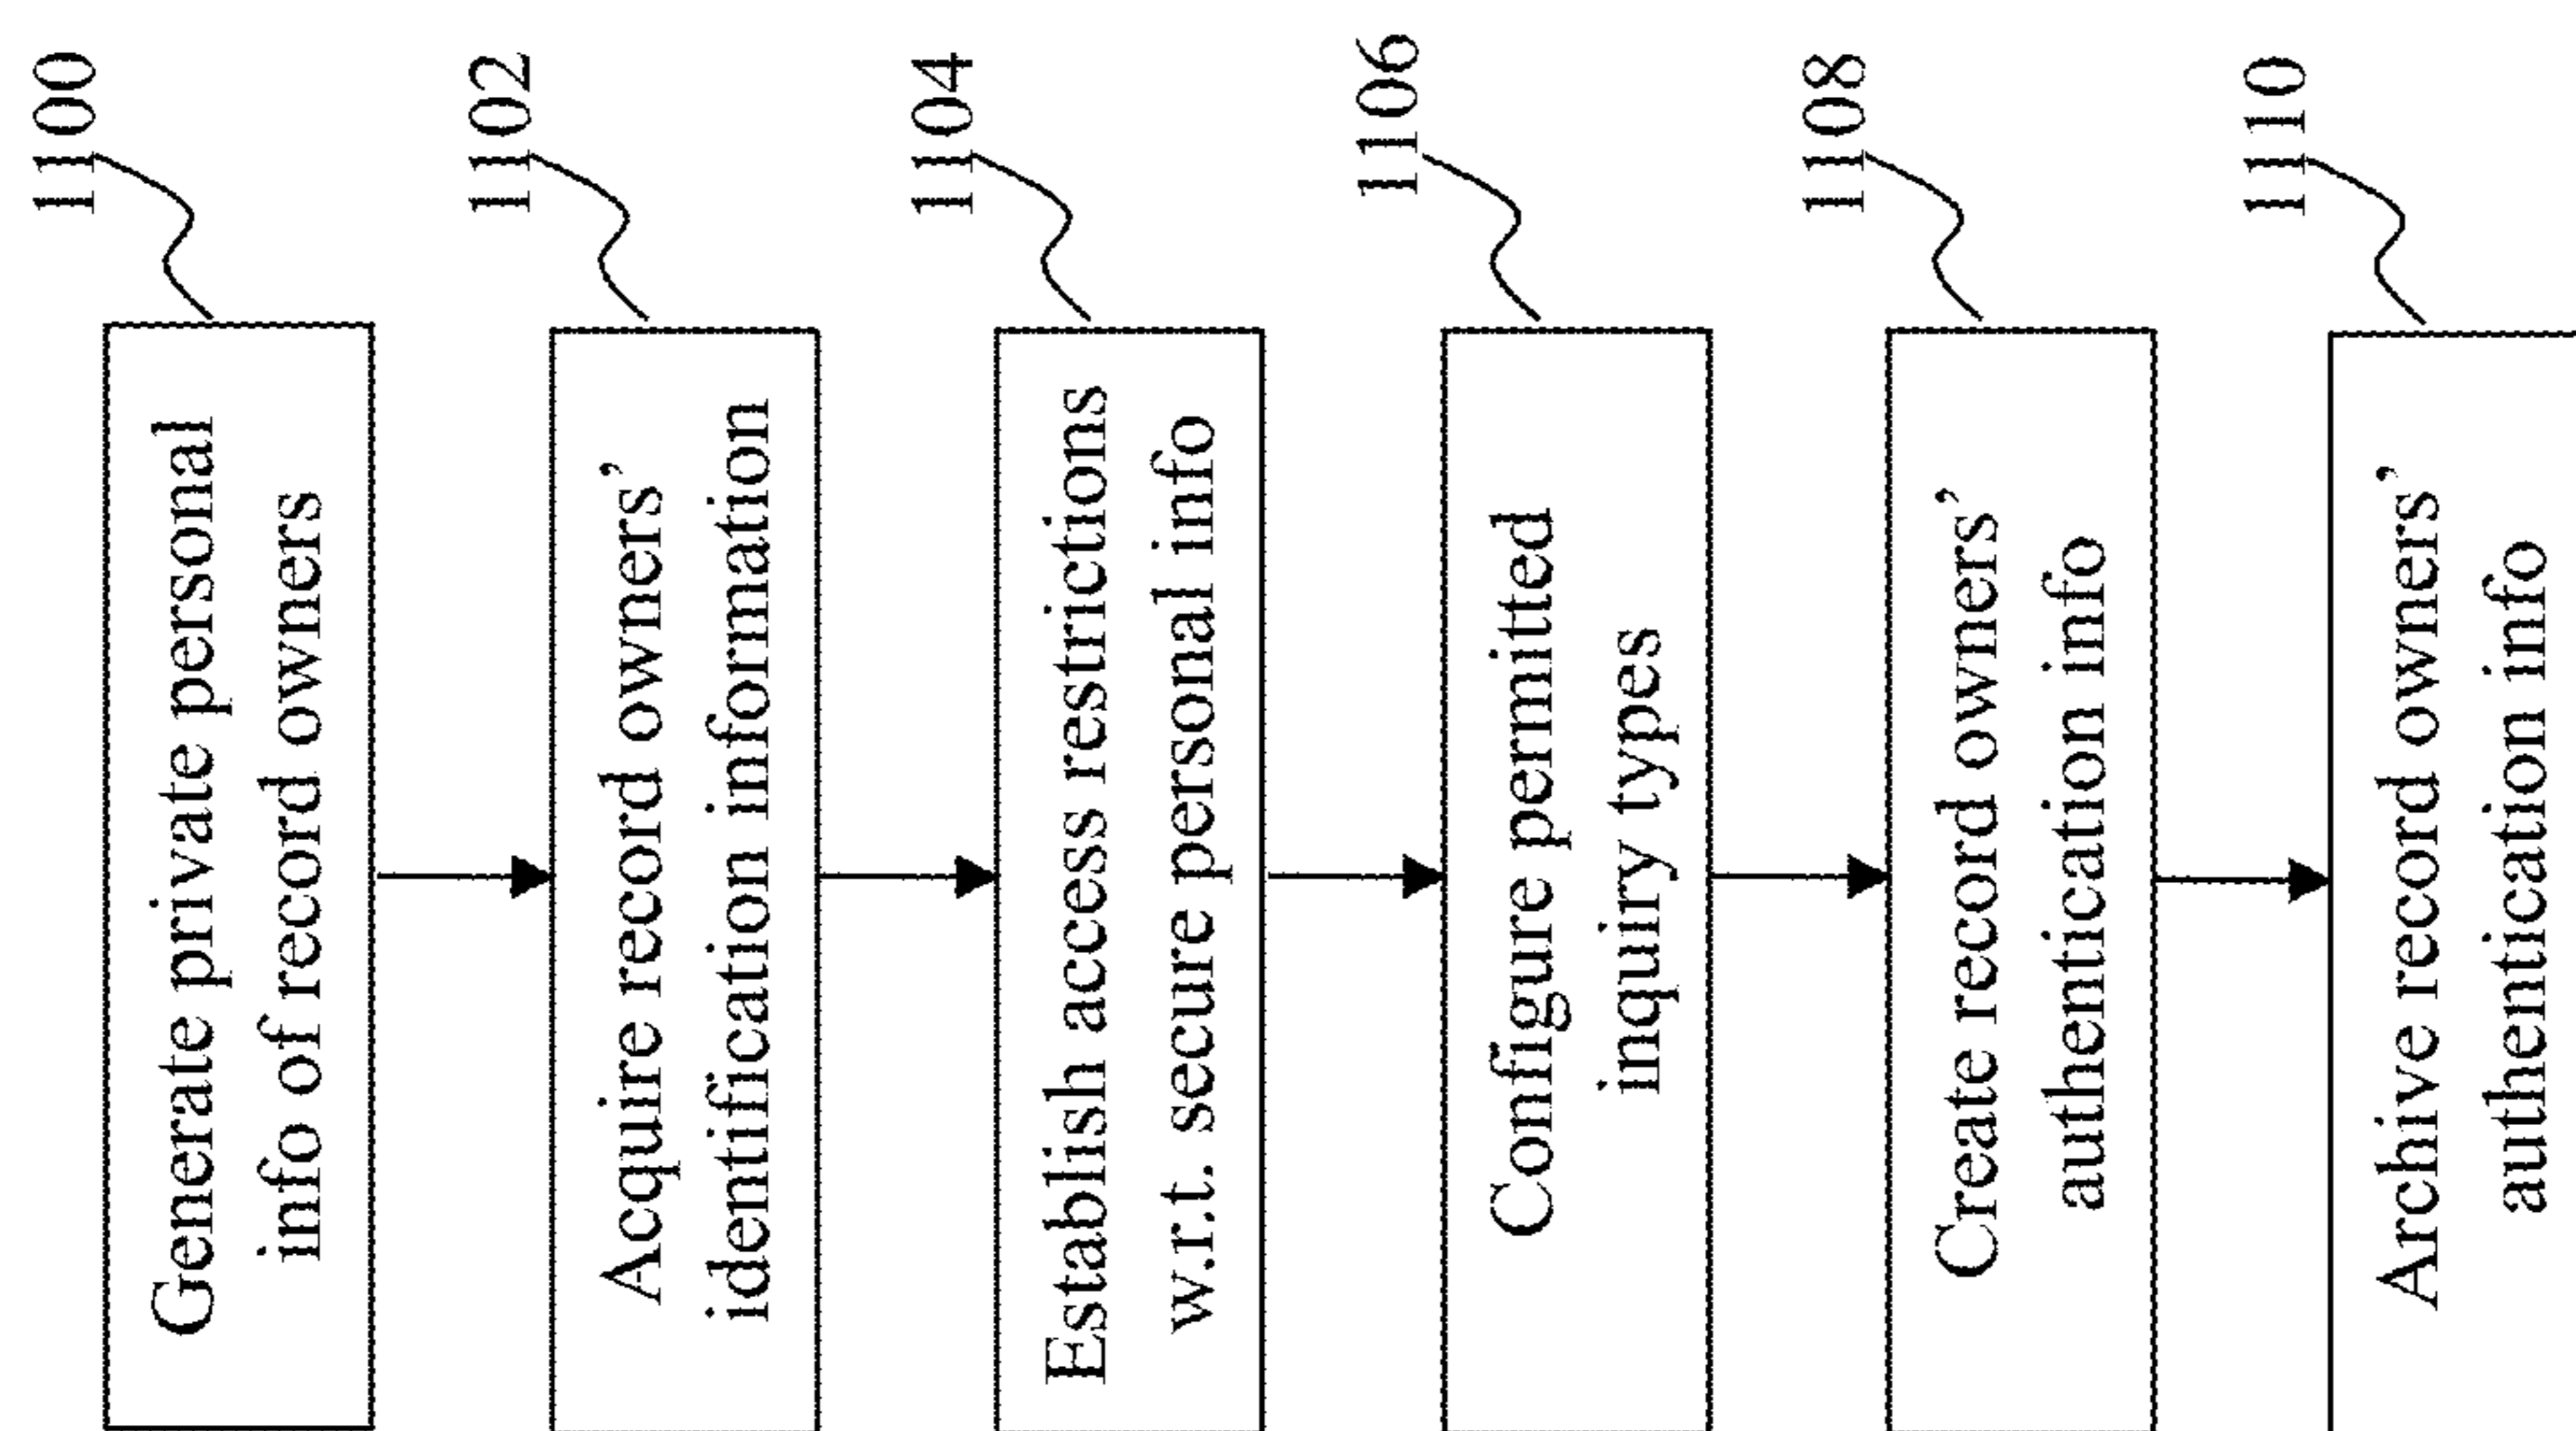 1100
Generate private personal
info of record owners
1102
Acquire record owners’
identification information
1104
Establish access restrictions
w.r.t. secure personal info
1106
Configure permitted
inquiry types
1108
Create record owners’
authentication info
1110
Archive record owners’
authentication info